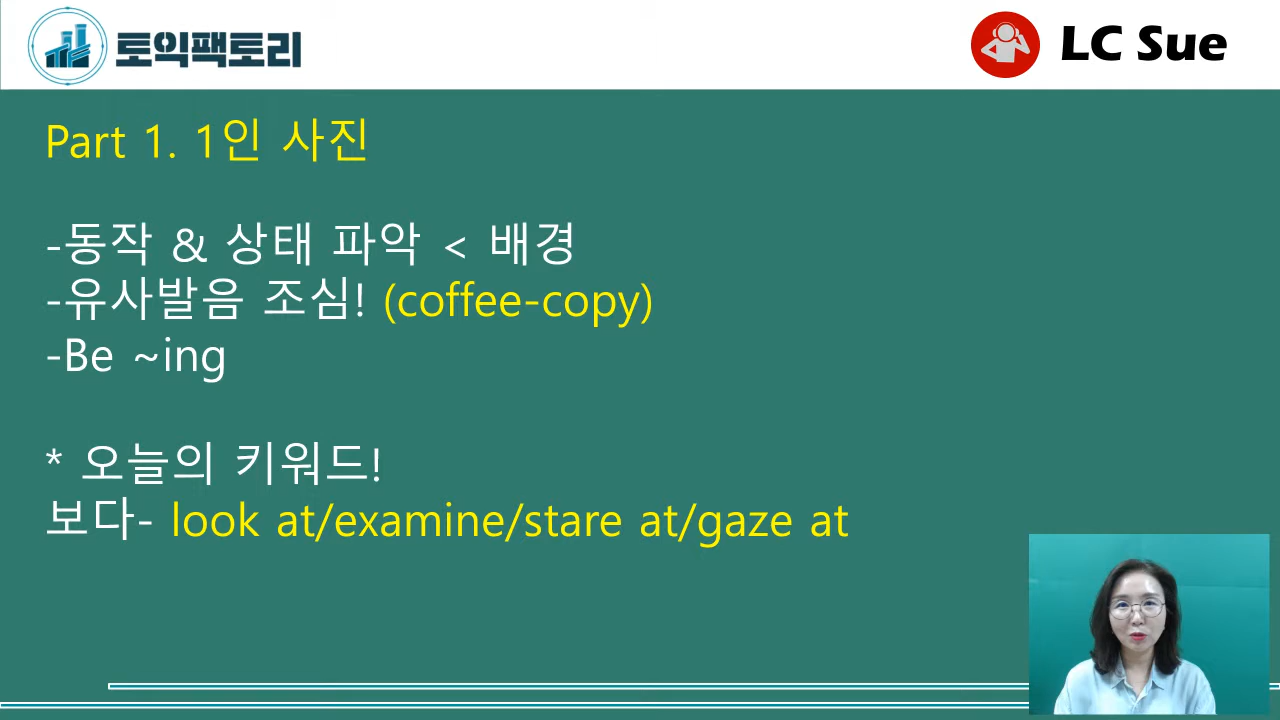 토익팩토리
LC Sue
Part 1. 1인 사진
-동작 & 상태 파악 < 배경
-유사발음 조심! (coffee-copy)
-Be ~ing
* 오늘의 키워드!
보다- look at/examine/stare at/gaze at